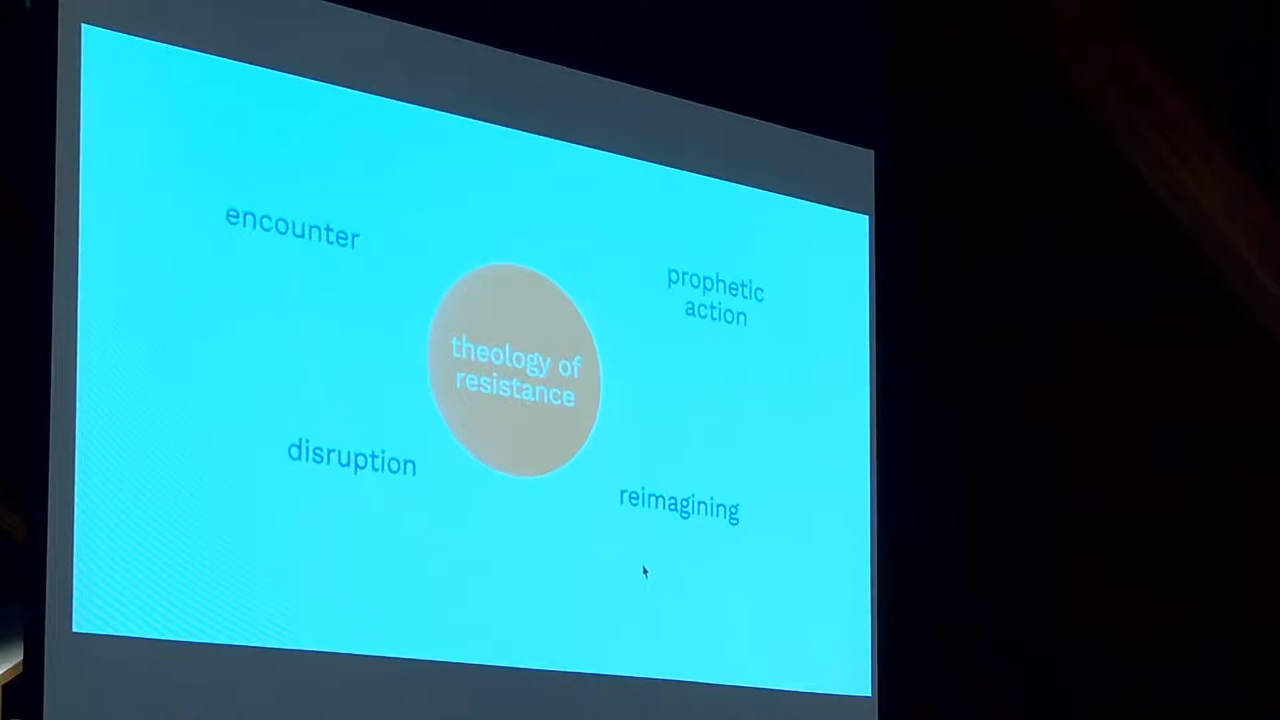 encounter
prophetic
action
theology of
resistance
disruption
reimagining